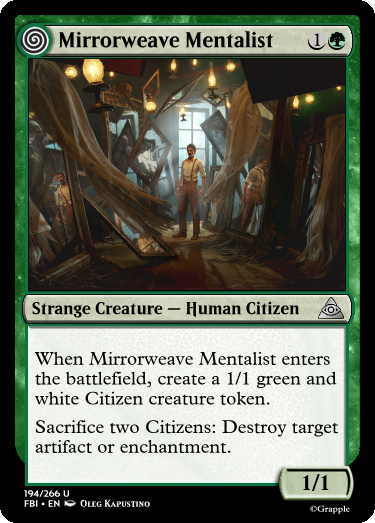 Mirrorweave Mentalist 1
Strange Creature — Human Citizen
When Mirrorweave Mentalist enters
the battlefield, create a 1/1 green and
white Citizen creature token.
Sacrifice two Citizens: Destroy target
artifact or enchantment.
1/1
194/266 U
FBI • EN Oleg Kapustino
©Grapple